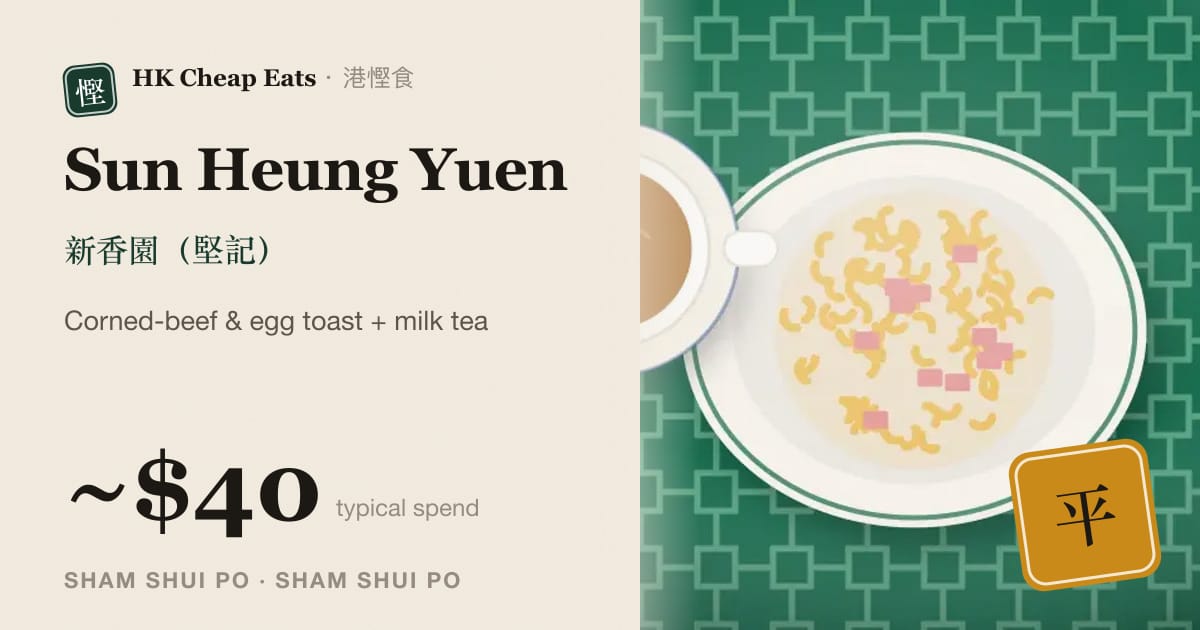 慳
HK Cheap Eats · 港慳食
Sun Heung Yuen
新香園（堅記）
Corned-beef & egg toast + milk tea
~$40 typical spend
SHAM SHUI PO · SHAM SHUI PO
平